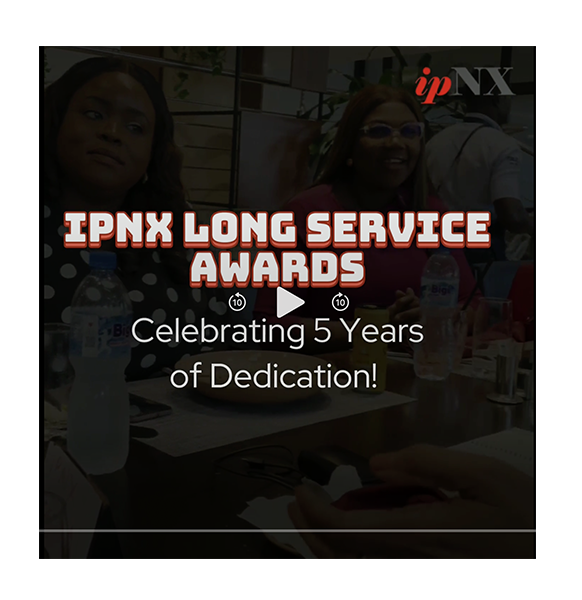 ipNX
IPNX LONG SERVICE
AWARDS
10
10
Celebrating 5 Years
of Dedication!